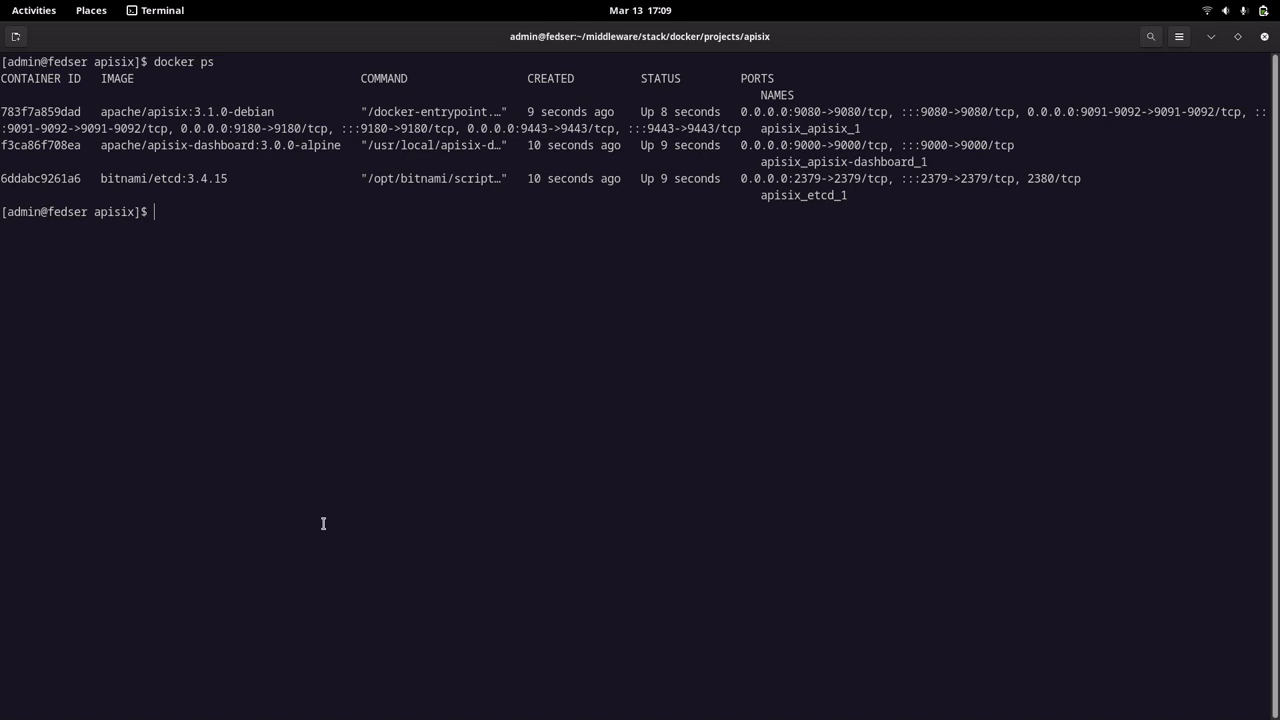 Activities Places Terminal Mar 13 17:09
admin@fedser:~/middleware/stack/docker/projects/apisix
[admin@fedser apisix]$ docker ps
CONTAINER ID IMAGE COMMAND CREATED STATUS PORTS
NAMES
783f7a859dad apache/apisix:3.1.0-debian "/docker-entrypoint.…" 9 seconds ago Up 8 seconds 0.0.0.0:9080->9080/tcp, :::9080->9080/tcp, 0.0.0.0:9091-9092->9091-9092/tcp, ::
:9091-9092->9091-9092/tcp, 0.0.0.0:9180->9180/tcp, :::9180->9180/tcp, 0.0.0.0:9443->9443/tcp, :::9443->9443/tcp apisix_apisix_1
f3ca86f708ea apache/apisix-dashboard:3.0.0-alpine "/usr/local/apisix-d…" 10 seconds ago Up 9 seconds 0.0.0.0:9000->9000/tcp, :::9000->9000/tcp
apisix_apisix-dashboard_1
6ddabc9261a6 bitnami/etcd:3.4.15 "/opt/bitnami/script…" 10 seconds ago Up 9 seconds 0.0.0.0:2379->2379/tcp, :::2379->2379/tcp, 2380/tcp
apisix_etcd_1
[admin@fedser apisix]$